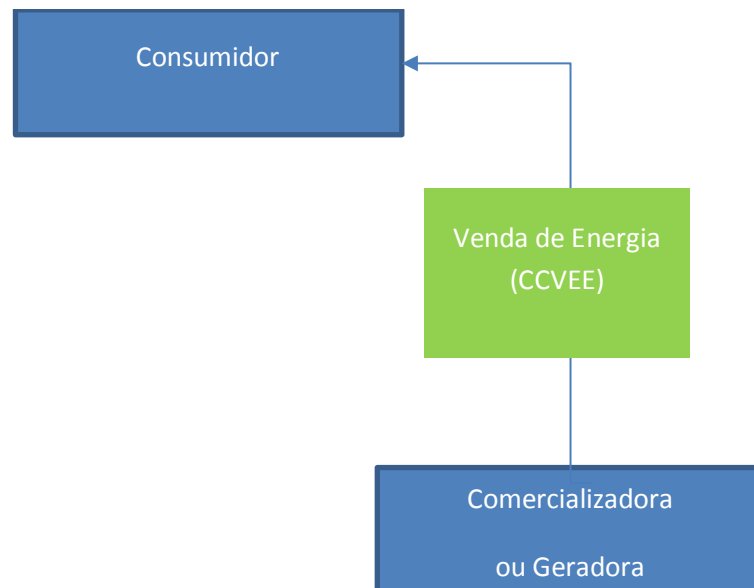 Consumidor
Venda de Energia
(CCVEE)
Comercializadora
ou Geradora